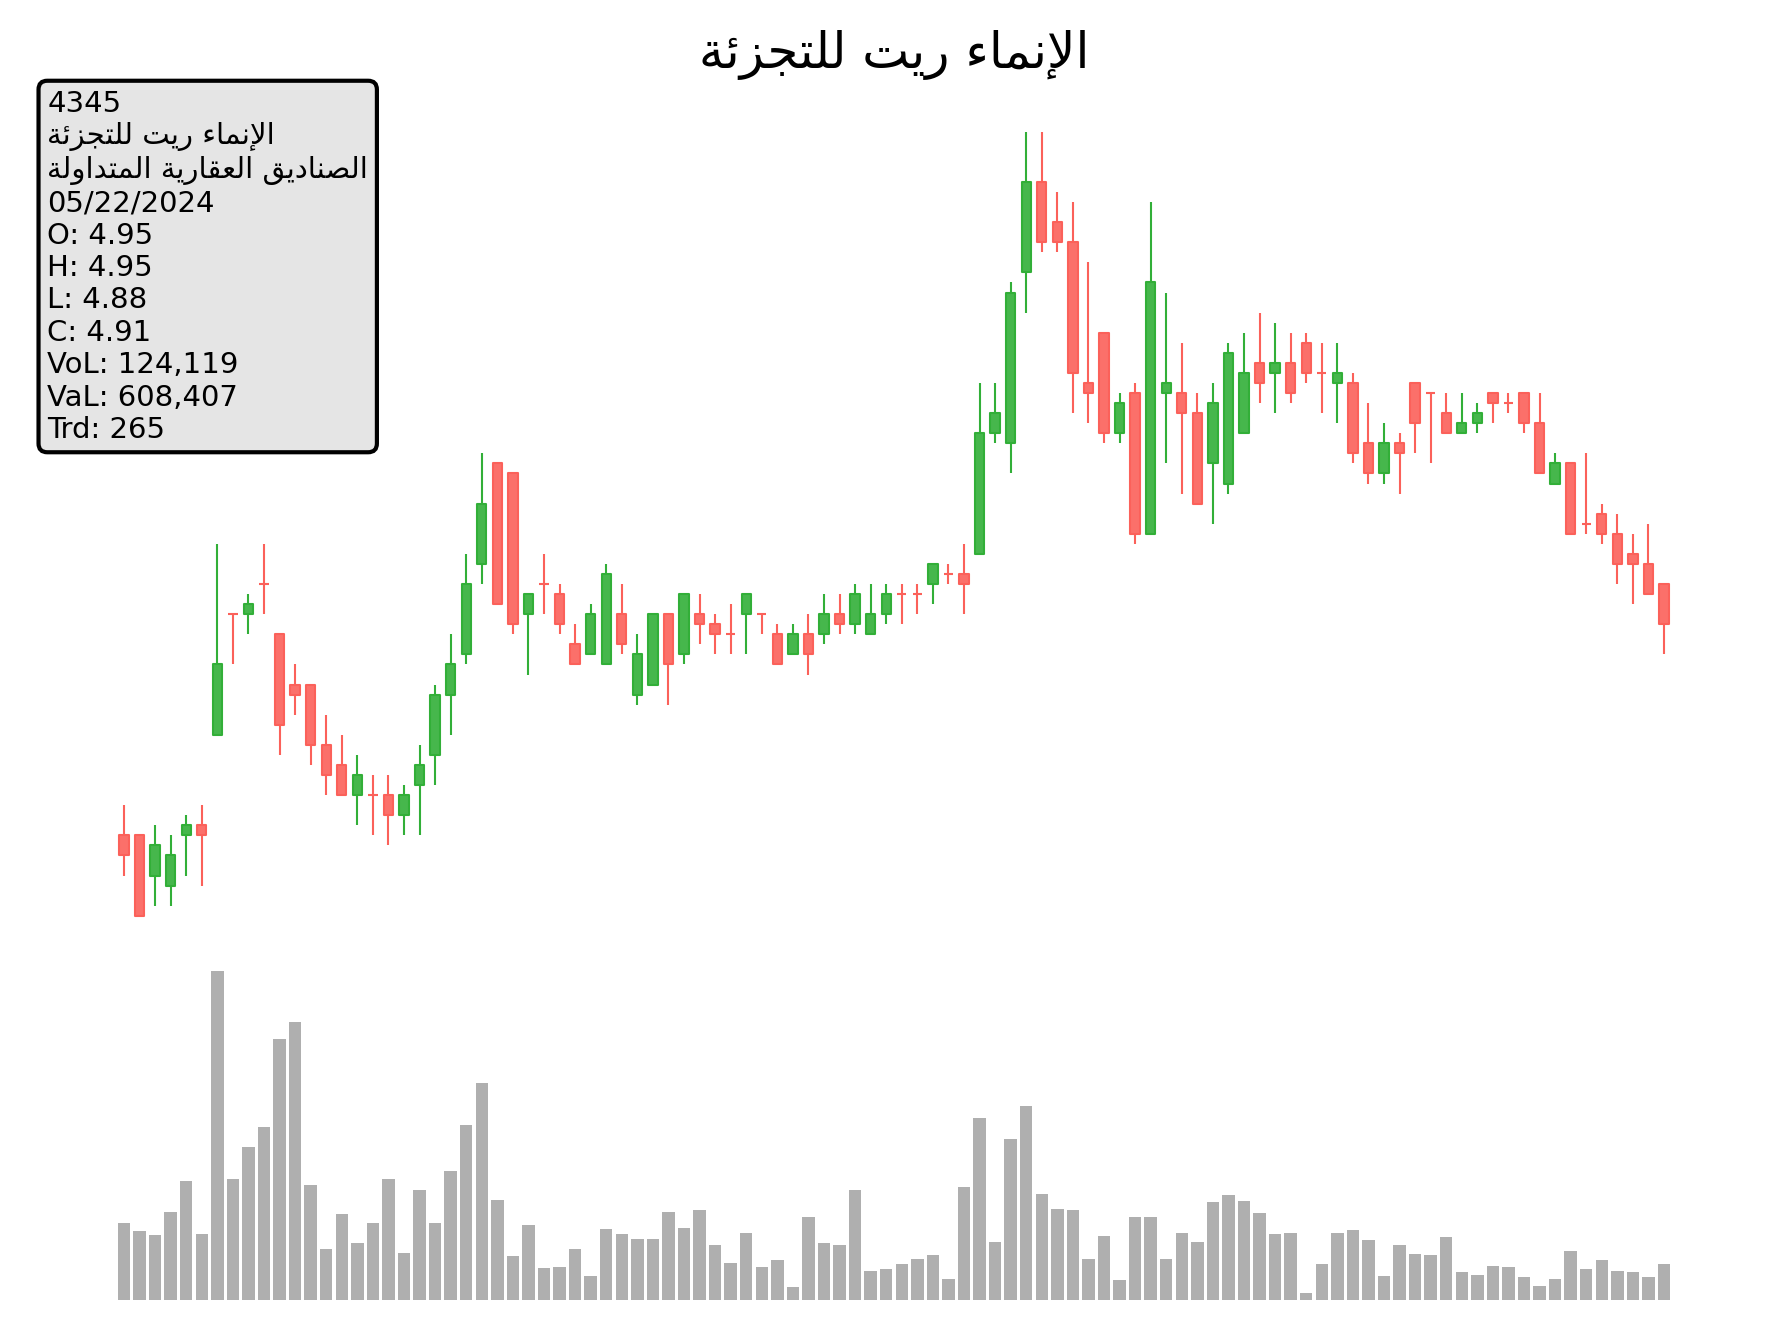 الإنماء ريت للتجزئة
4345
الإنماء ريت للتجزئة
الصناديق العقارية المتداولة
05/22/2024
O: 4.95
H: 4.95
L: 4.88
C: 4.91
VoL: 124,119
VaL: 608,407
Trd: 265